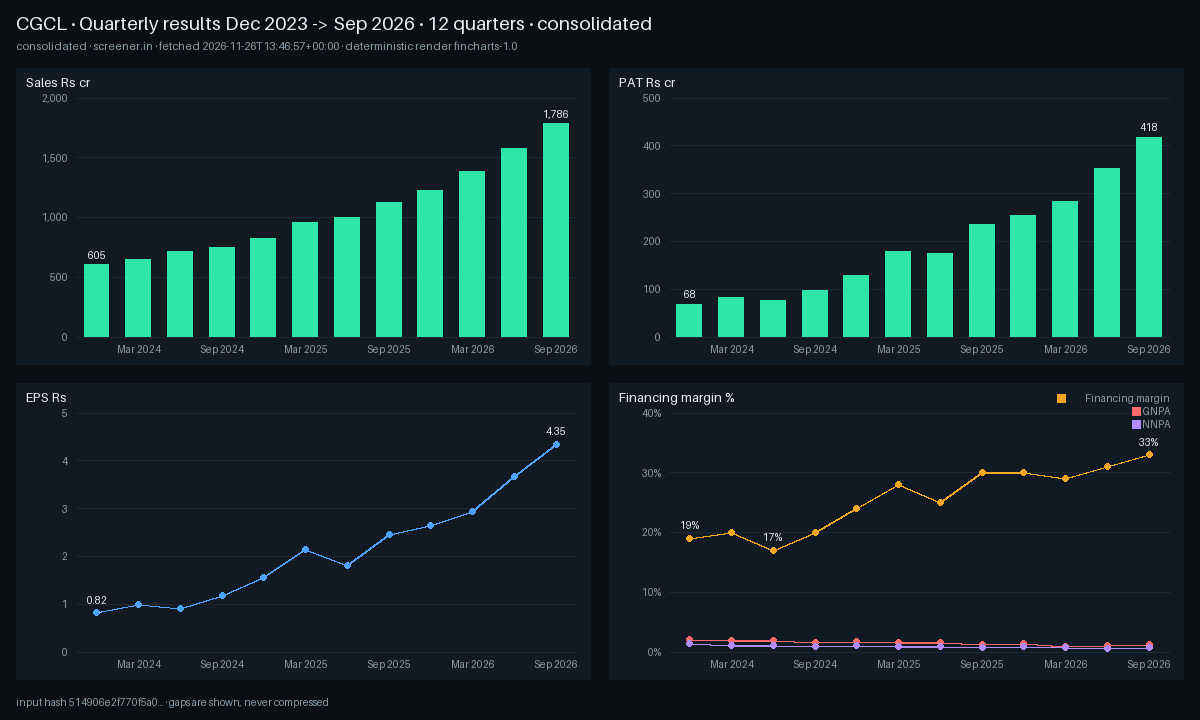 CGCL · Quarterly results Dec 2023 -> Sep 2026 · 12 quarters · consolidated
consolidated · screener.in · fetched 2026-11-26T13:46:57+00:00 · deterministic render fincharts-1.0
Sales Rs cr
2,000
1,500
1,000
500
0
605
1,786
Mar 2024 Sep 2024 Mar 2025 Sep 2025 Mar 2026 Sep 2026
PAT Rs cr
500
400
300
200
100
0
68
418
Mar 2024 Sep 2024 Mar 2025 Sep 2025 Mar 2026 Sep 2026
EPS Rs
5
4
3
2
1
0
0.82
4.35
Mar 2024 Sep 2024 Mar 2025 Sep 2025 Mar 2026 Sep 2026
Financing margin %
Financing margin
GNPA
NNPA
40%
30%
20%
10%
0%
19%
17%
33%
Mar 2024 Sep 2024 Mar 2025 Sep 2025 Mar 2026 Sep 2026
input hash 514906e2f770f5a0… · gaps are shown, never compressed